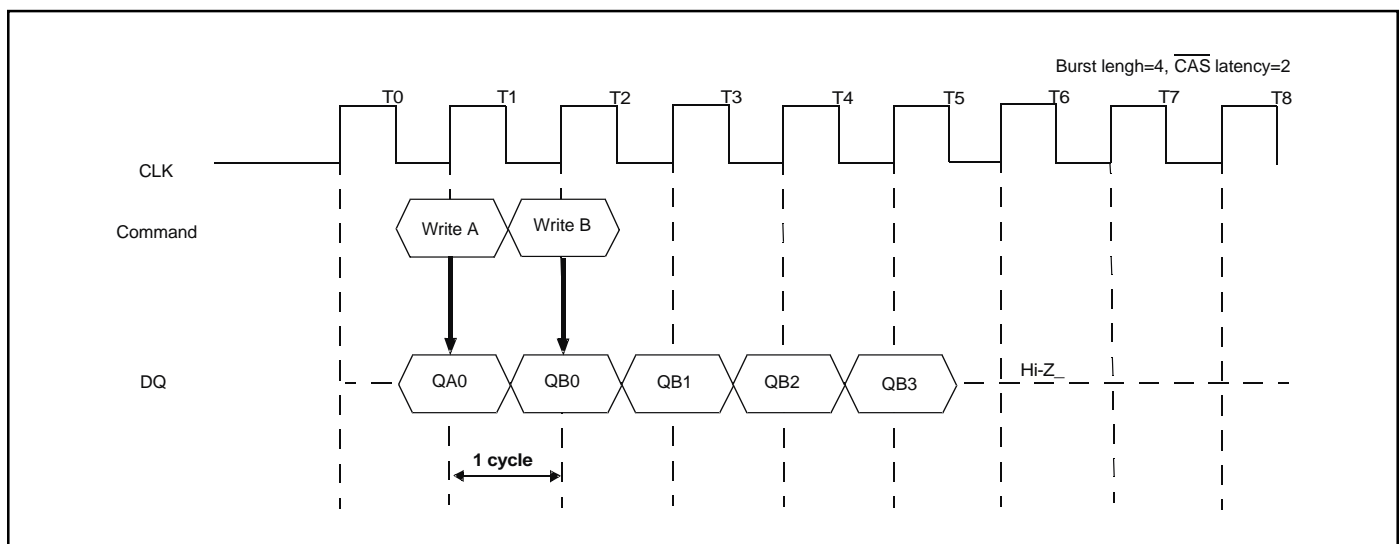 Burst lengh=4, CAS latency=2
T0 T1 T2 T3 T4 T5 T6 T7 T8
CLK
Command Write A Write B
DQ QA0 QB0 QB1 QB2 QB3 Hi-Z_
1 cycle